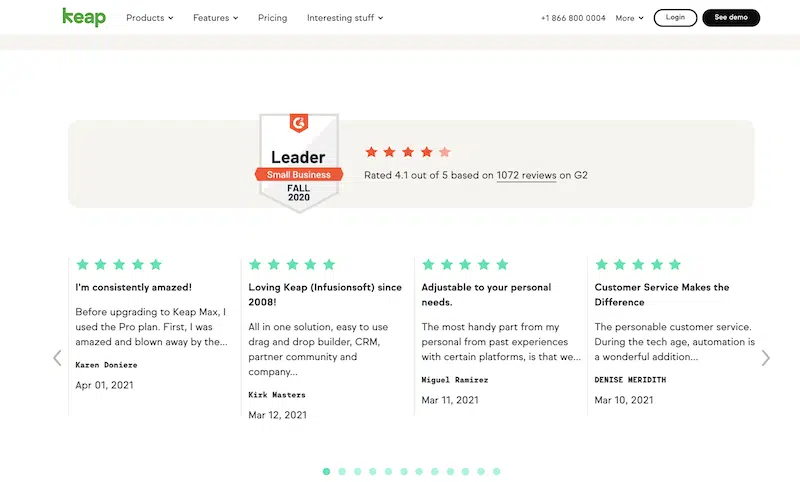 keap Products Features Pricing Interesting stuff +1 866 800 0004 More Login See demo
G
Leader
Small Business
FALL
2020
Rated 4.1 out of 5 based on 1072 reviews on G2
I'm consistently amazed!
Before upgrading to Keap Max, I
used the Pro plan. First, I was
amazed and blown away by the...
Karen Doniere
Apr 01, 2021
Loving Keap (Infusionsoft) since
2008!
All in one solution, easy to use
drag and drop builder, CRM,
partner community and
company...
Kirk Masters
Mar 12, 2021
Adjustable to your personal
needs.
The most handy part from my
personal from past experiences
with certain platforms, is that we...
Miguel Ramirez
Mar 11, 2021
Customer Service Makes the
Difference
The personable customer service.
During the tech age, automation is
a wonderful addition...
DENISE MERIDITH
Mar 10, 2021